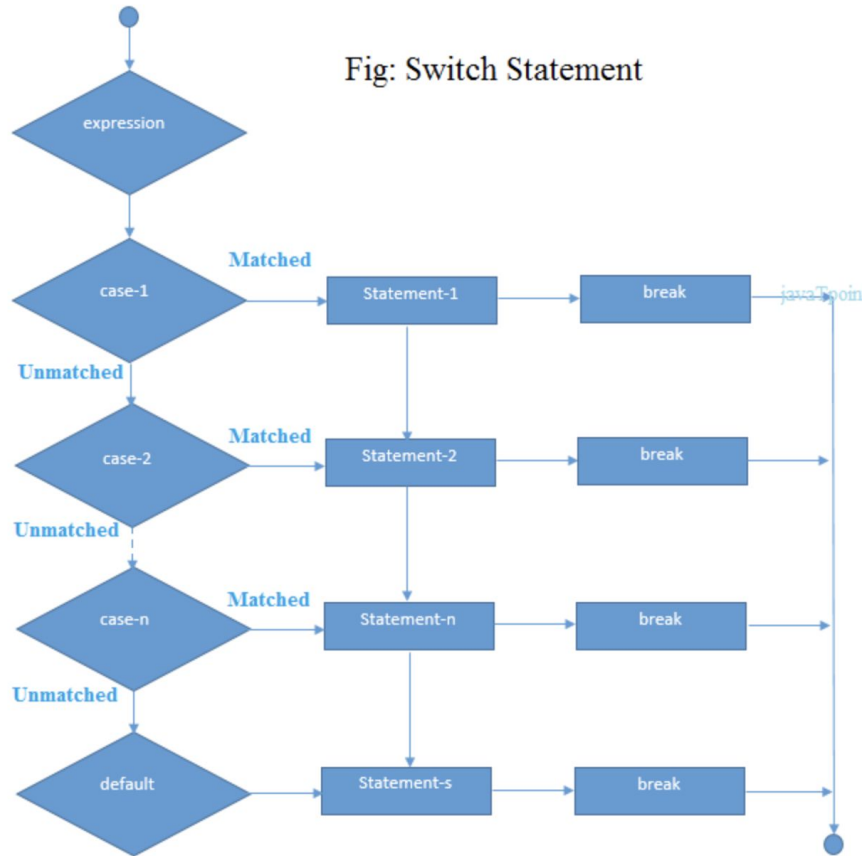 Fig: Switch Statement
expression
case-1
Matched
Statement-1
break
javaTpoin
Unmatched
case-2
Matched
Statement-2
break
Unmatched
case-n
Matched
Statement-n
break
Unmatched
default
Statement-s
break